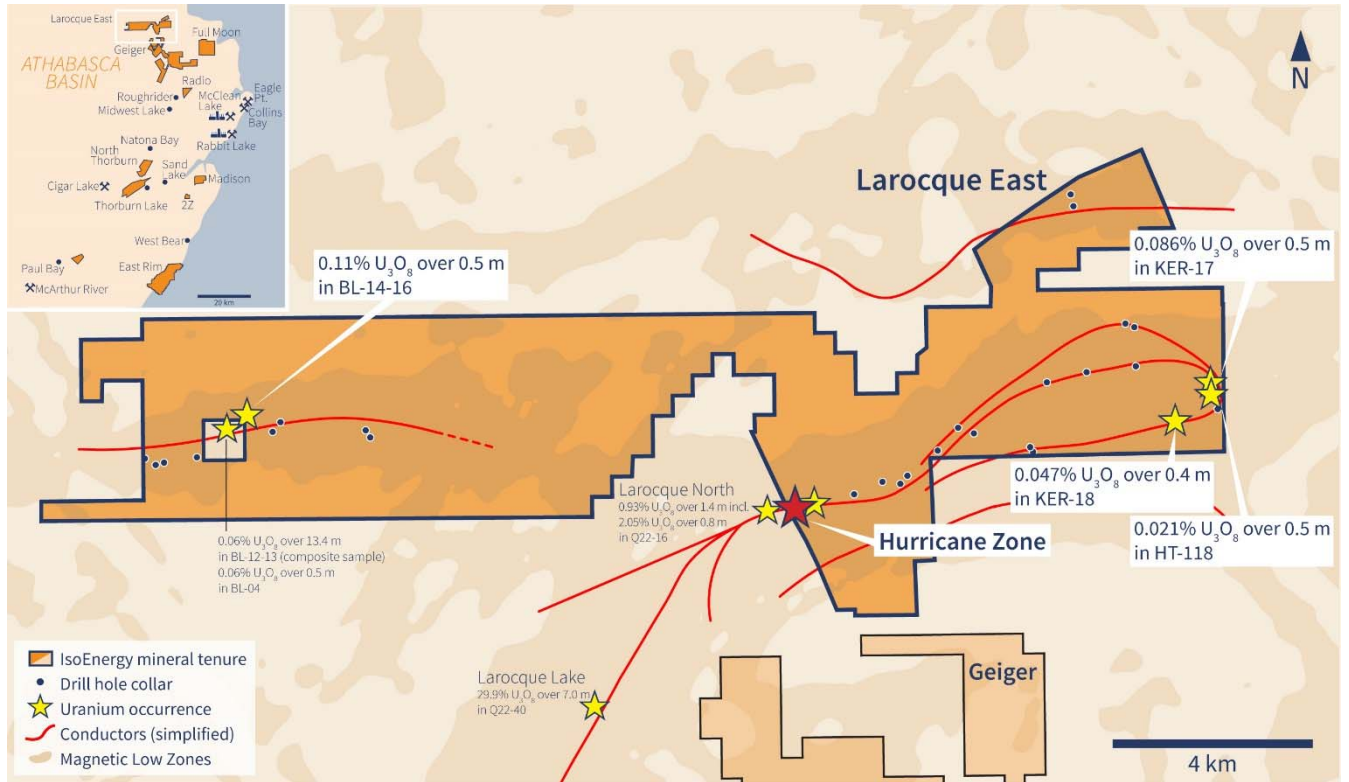 Larocque East
Full Moon
Geiger
ATHABASCA
BASIN
Radio
Roughrider
McClean
Lake
Eagle
Pt.
Midwest Lake
Collins
Bay
Rabbit Lake
Natona Bay
North
Thorburn
Sand
Lake
Cigar Lake
Madison
Thorburn Lake
2Z
West Bear
Paul Bay
East Rim
McArthur River
20 km
N
Larocque East
0.11% U₃O₈ over 0.5 m
in BL-14-16
0.086% U₃O₈ over 0.5 m
in KER-17
0.047% U₃O₈ over 0.4 m
in KER-18
0.021% U₃O₈ over 0.5 m
in HT-118
Larocque North
0.93% U₃O₈ over 1.4 m incl.
2.05% U₃O₈ over 0.8 m
in Q22-16
Hurricane Zone
0.06% U₃O₈ over 13.4 m
in BL-12-13 (composite sample)
0.06% U₃O₈ over 0.5 m
in BL-04
Larocque Lake
29.9% U₃O₈ over 7.0 m
in Q22-40
Geiger
IsoEnergy mineral tenure
Drill hole collar
Uranium occurrence
Conductors (simplified)
Magnetic Low Zones
4 km